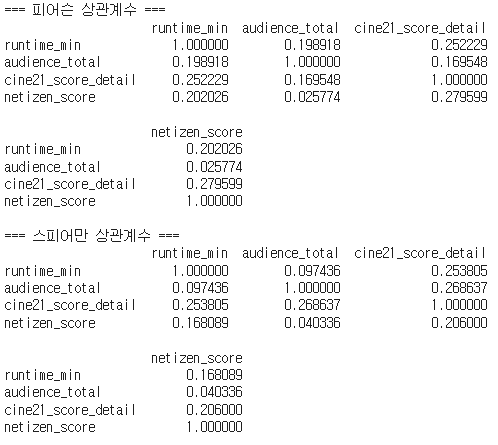 === 피어슨 상관계수 ===
runtime_min audience_total cine21_score_detail
runtime_min 1.000000 0.198918 0.252229
audience_total 0.198918 1.000000 0.169548
cine21_score_detail 0.252229 0.169548 1.000000
netizen_score 0.202026 0.025774 0.279599
netizen_score
runtime_min 0.202026
audience_total 0.025774
cine21_score_detail 0.279599
netizen_score 1.000000
=== 스피어만 상관계수 ===
runtime_min audience_total cine21_score_detail
runtime_min 1.000000 0.097436 0.253805
audience_total 0.097436 1.000000 0.268637
cine21_score_detail 0.253805 0.268637 1.000000
netizen_score 0.168089 0.040336 0.206000
netizen_score
runtime_min 0.168089
audience_total 0.040336
cine21_score_detail 0.206000
netizen_score 1.000000